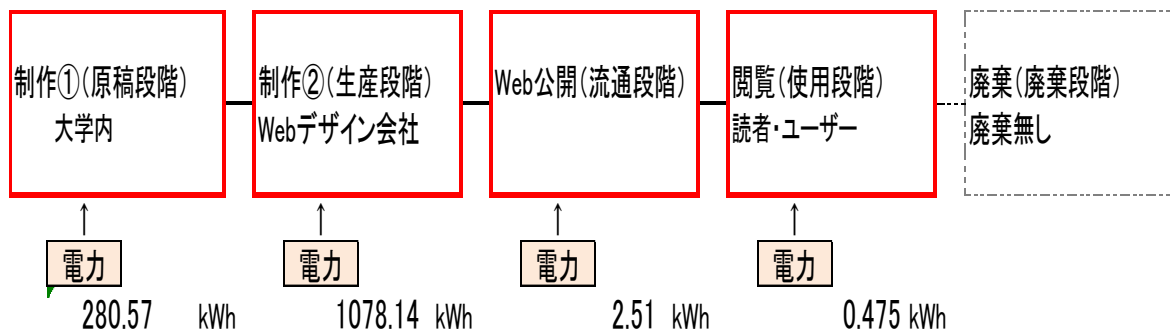 制作①(原稿段階)
大学内
制作②(生産段階)
Webデザイン会社
Web公開(流通段階)
閲覧(使用段階)
読者・ユーザー
廃棄(廃棄段階)
廃棄無し
↑ ↑ ↑ ↑
電力 電力 電力 電力
280.57 kWh 1078.14 kWh 2.51 kWh 0.475 kWh